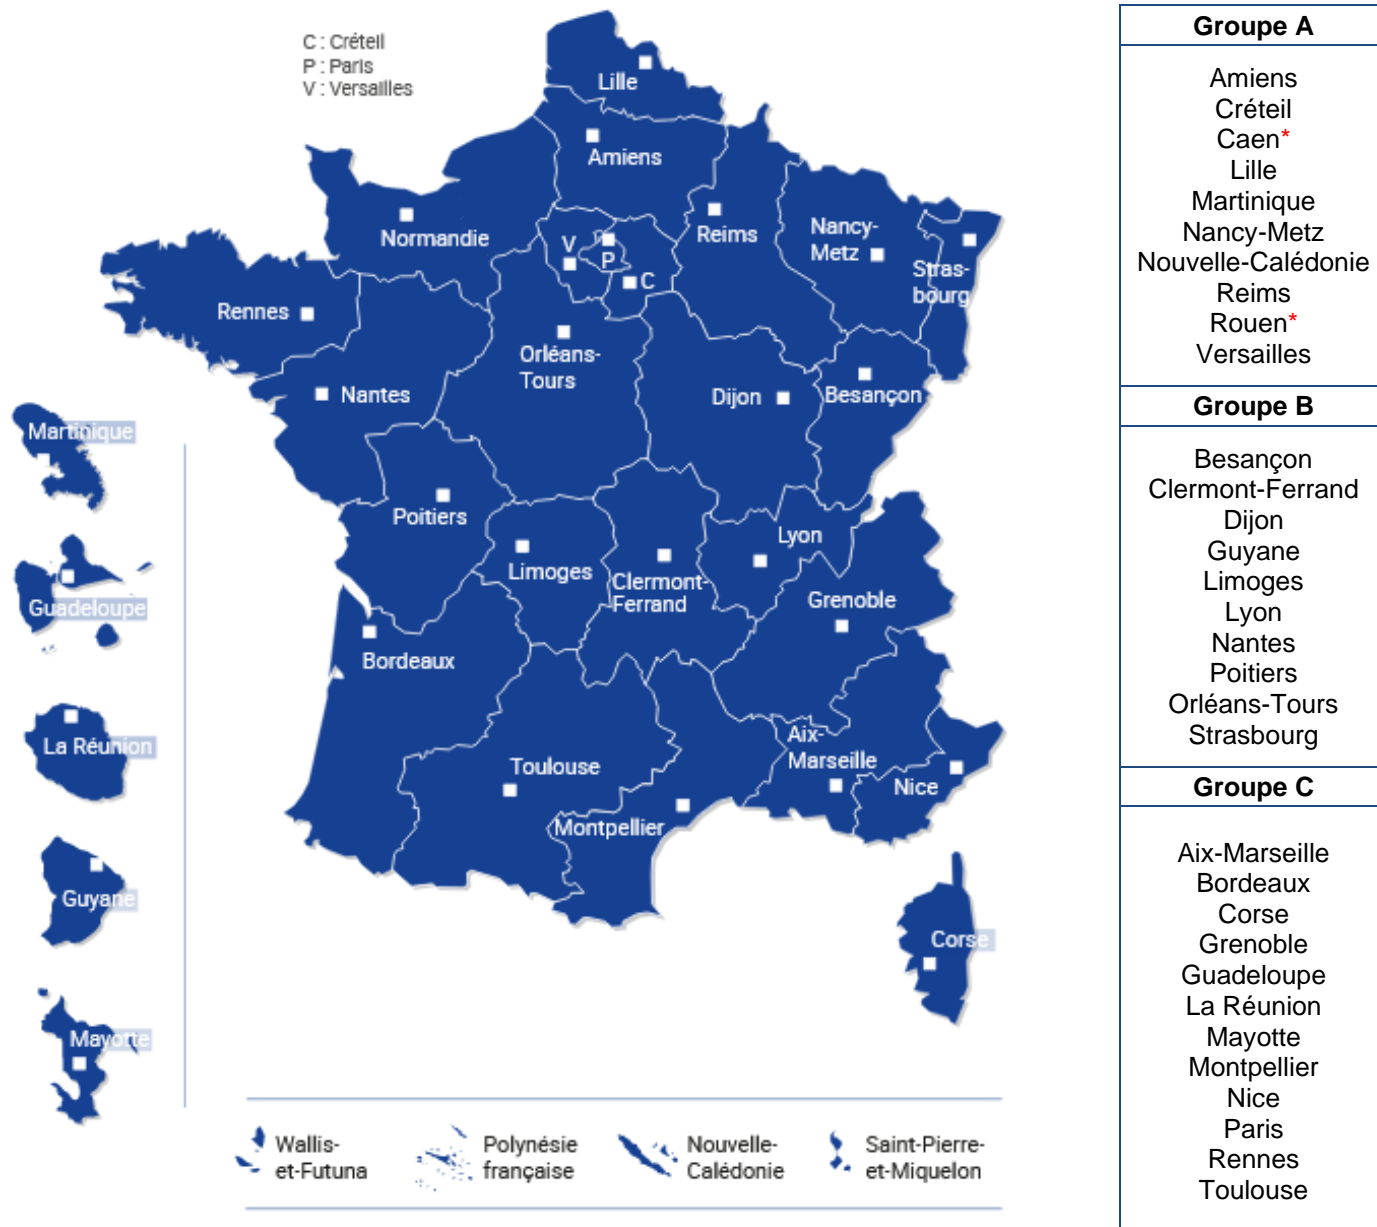 C : Créteil
P : Paris
V : Versailles
Lille
Amiens
Normandie
Reims
Nancy-
Metz
Stras-
bourg
V
P
C
Rennes
Orléans-
Tours
Nantes
Dijon
Besançon
Martinique
Poitiers
Limoges
Clermont-
Ferrand
Lyon
Grenoble
Guadeloupe
Bordeaux
La Réunion
Toulouse
Aix-
Marseille
Nice
Montpellier
Guyane
Corse
Mayotte
Wallis-
et-Futuna
Polynésie
française
Nouvelle-
Calédonie
Saint-Pierre-
et-Miquelon
Groupe A
Amiens
Créteil
Caen*
Lille
Martinique
Nancy-Metz
Nouvelle-Calédonie
Reims
Rouen*
Versailles
Groupe B
Besançon
Clermont-Ferrand
Dijon
Guyane
Limoges
Lyon
Nantes
Poitiers
Orléans-Tours
Strasbourg
Groupe C
Aix-Marseille
Bordeaux
Corse
Grenoble
Guadeloupe
La Réunion
Mayotte
Montpellier
Nice
Paris
Rennes
Toulouse